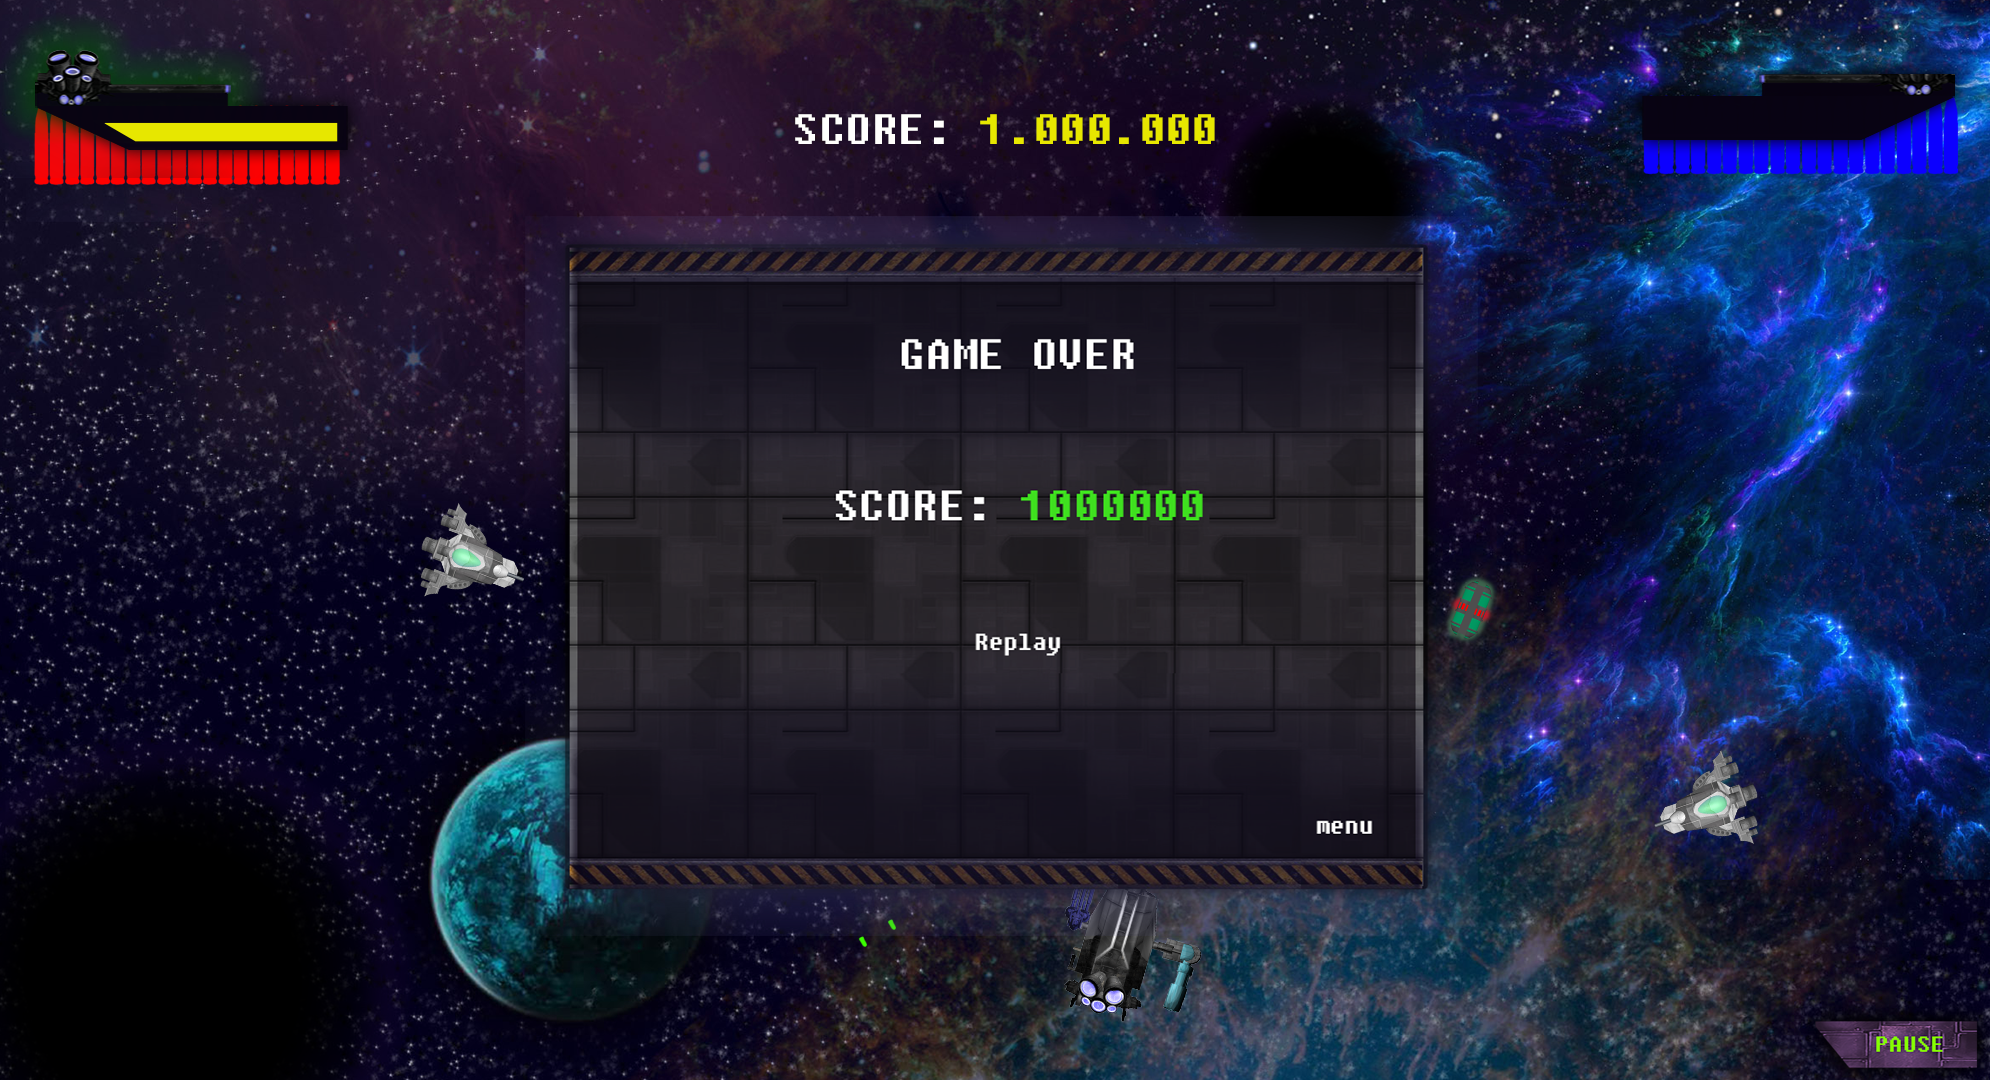 SCORE: 1.000.000
GAME OVER
SCORE: 1000000
Replay
menu
PAUSE